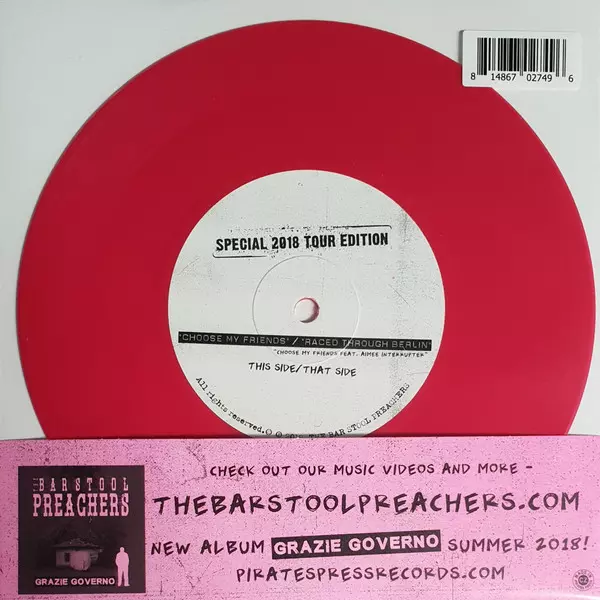 8 14867 02749 6
SPECIAL 2018 TOUR EDITION
"CHOOSE MY FRIENDS" / "RACED THROUGH BERLIN"
"CHOOSE MY FRIENDS FEAT. AIMEE INTERRUPTER"
THIS SIDE/THAT SIDE
All rights reserved. THE BAR STOOL PREACHERS
THE BAR STOOL
PREACHERS
GRAZIE GOVERNO
CHECK OUT OUR MUSIC VIDEOS AND MORE -
THEBARSTOOLPREACHERS.COM
NEW ALBUM GRAZIE GOVERNO SUMMER 2018!
PIRATESPRESSRECORDS.COM